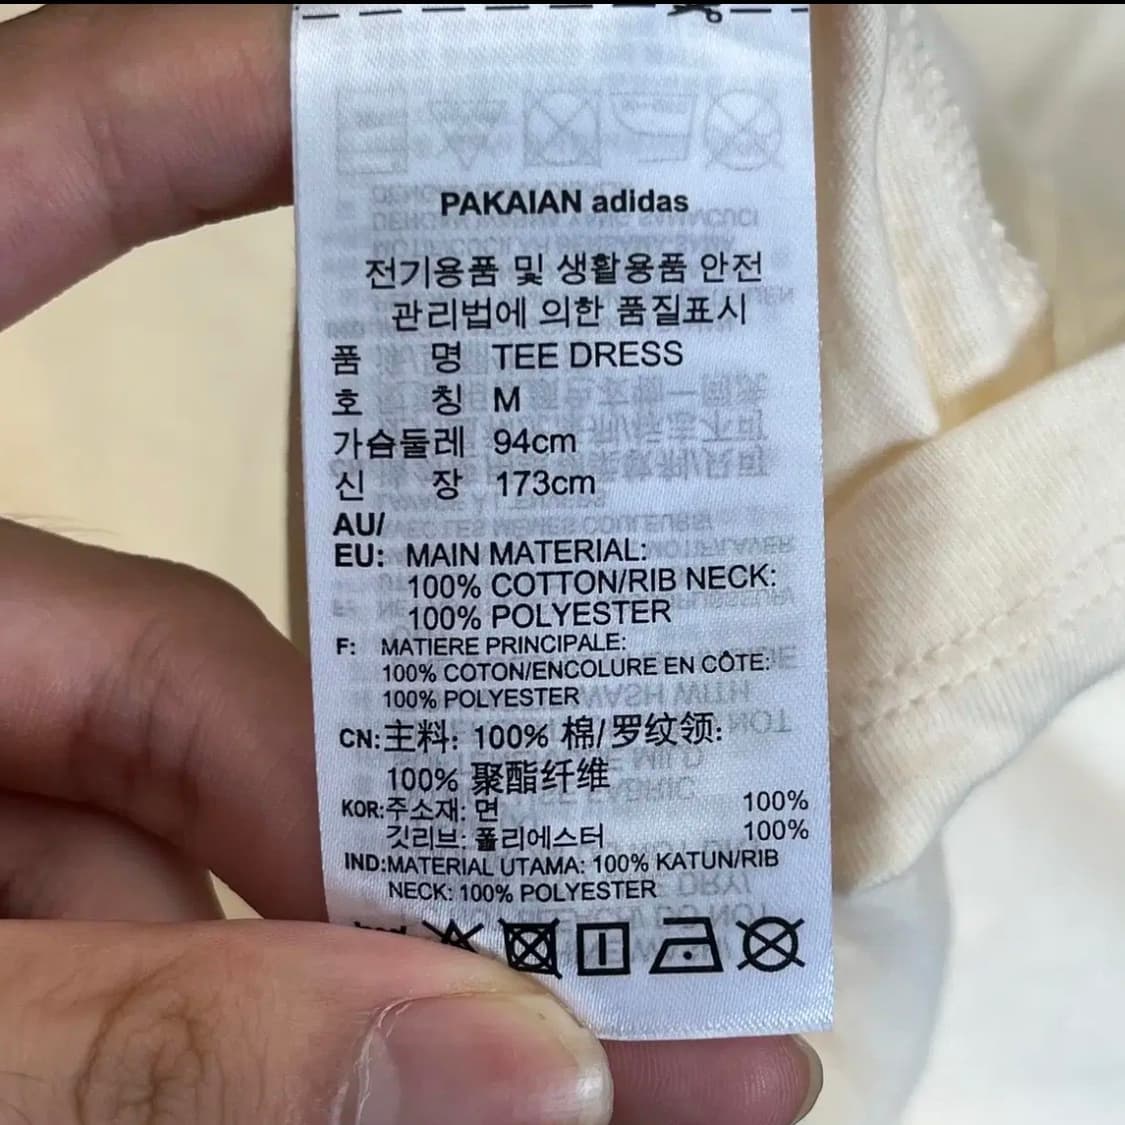 PAKAIAN adidas
전기용품 및 생활용품 안전
관리법에 의한 품질표시
품 명 TEE DRESS
호 칭 M
가슴둘레 94cm
신 장 173cm
AU/
EU: MAIN MATERIAL:
100% COTTON/RIB NECK:
100% POLYESTER
F: MATIERE PRINCIPALE:
100% COTON/ENCOLURE EN CÔTE:
100% POLYESTER
CN:主料: 100% 棉/罗纹领:
100% 聚酯纤维
KOR:주소재: 면 100%
깃리브: 폴리에스터 100%
IND:MATERIAL UTAMA: 100% KATUN/RIB
NECK: 100% POLYESTER